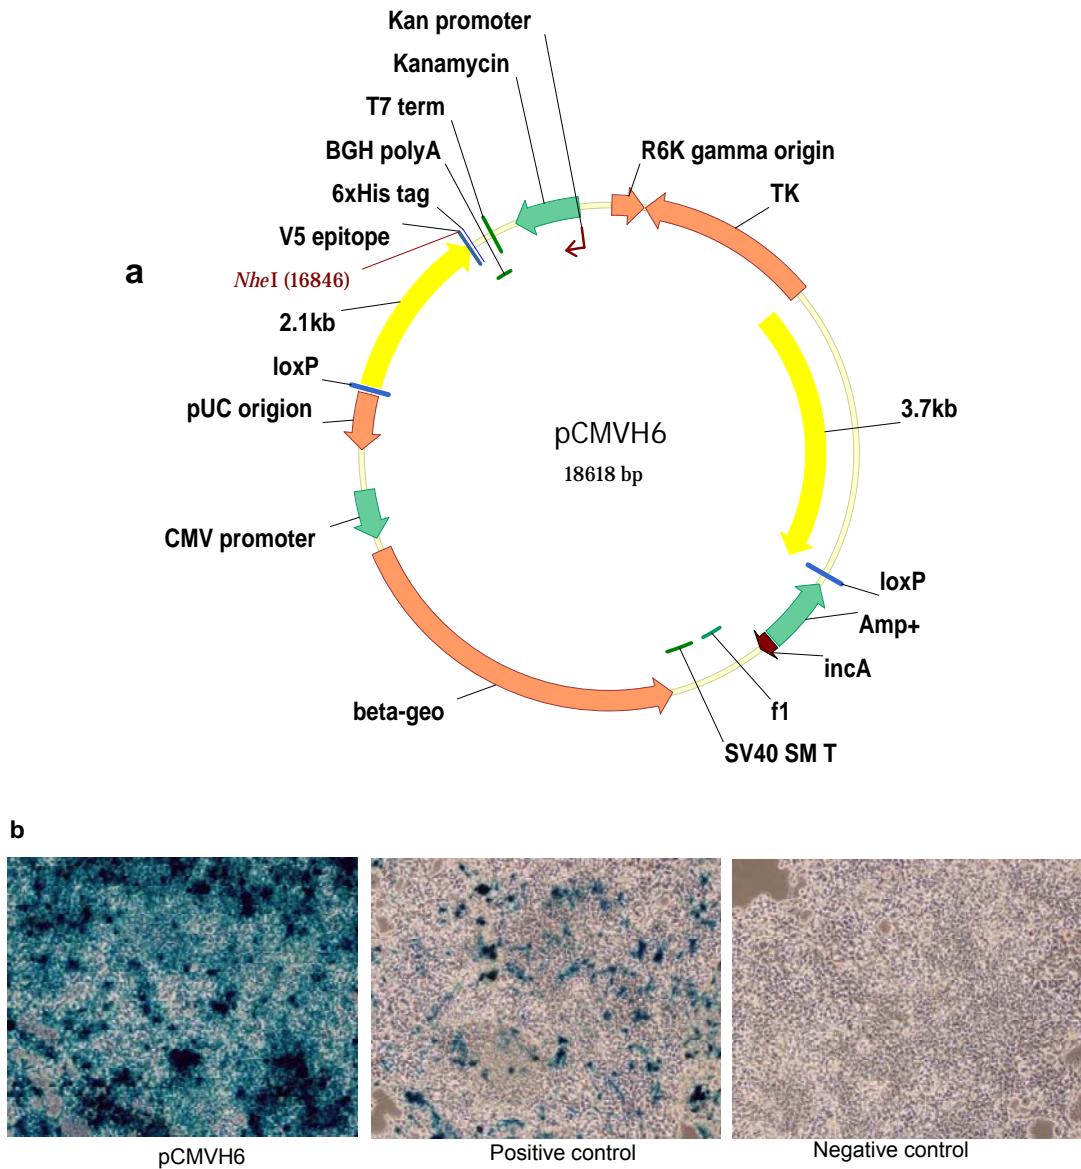 Kan promoter
Kanamycin
T7 term
BGH polyA
R6K gamma origin
6xHis tag
TK
V5 epitope
a
NheI (16846)
2.1kb
loxP
pUC origion
3.7kb
pCMVH6
18618 bp
CMV promoter
loxP
Amp+
incA
beta-geo
f1
SV40 SM T
b
pCMVH6
Positive control
Negative control